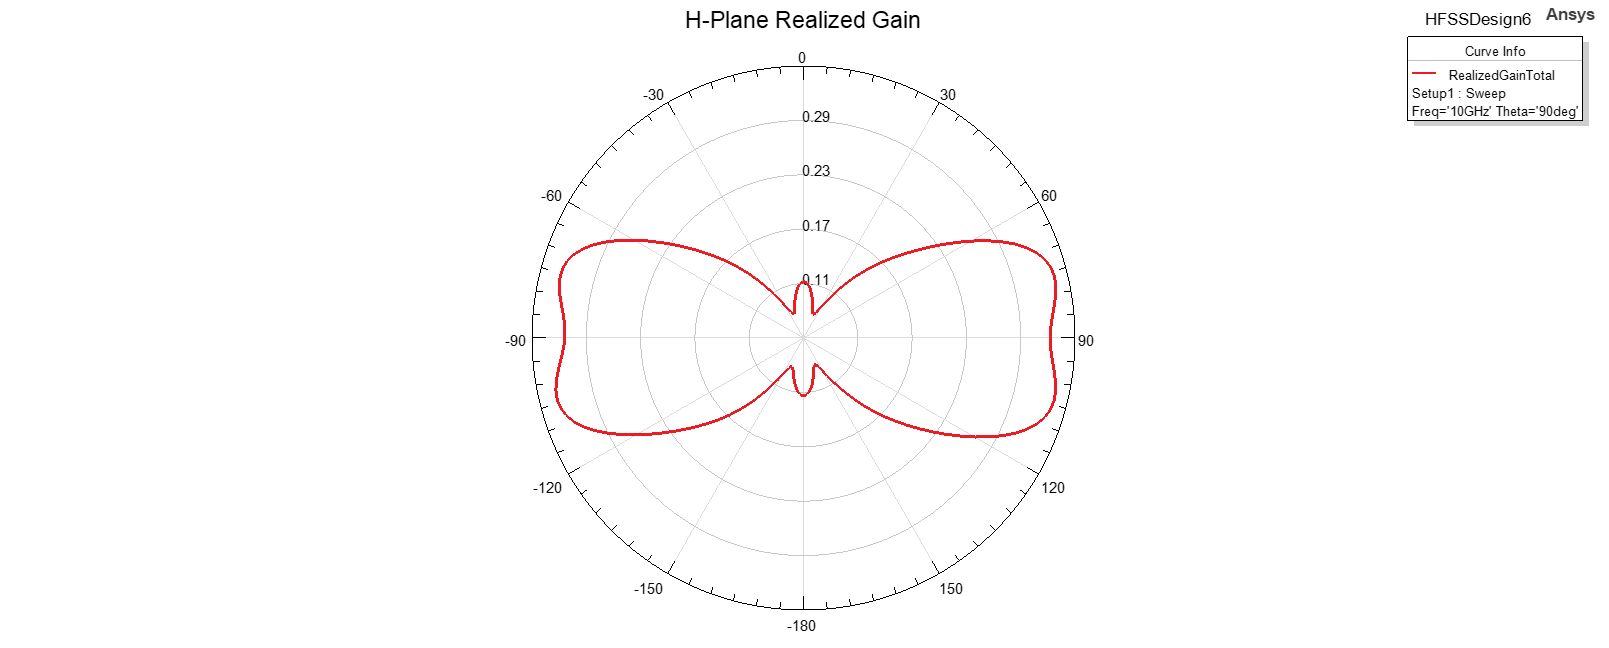 H-Plane Realized Gain
HFSSDesign6
Ansys
Curve Info
RealizedGainTotal
Setup1 : Sweep
Freq='10GHz' Theta='90deg'
0
-30
30
0.29
0.23
-60
60
0.17
0.11
-90
90
-120
120
-150
150
-180